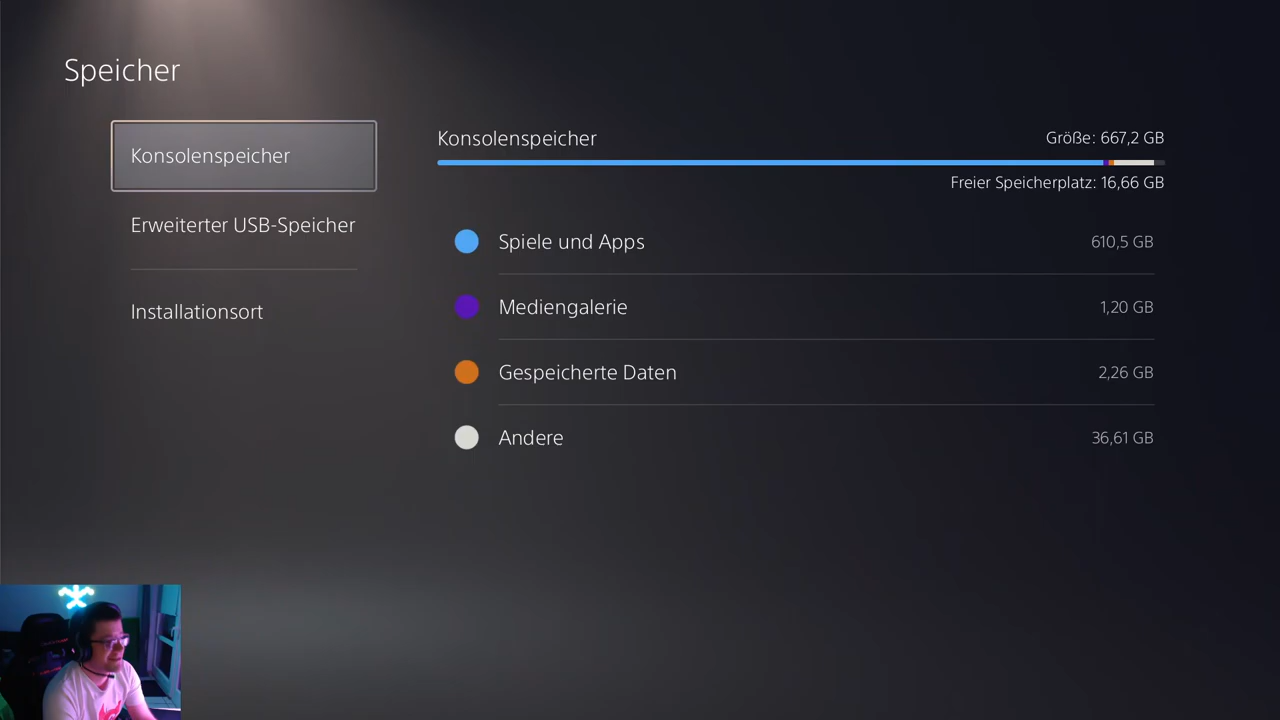 Speicher
Konsolenspeicher
Erweiterter USB-Speicher
Installationsort
Konsolenspeicher
Größe: 667,2 GB
Freier Speicherplatz: 16,66 GB
Spiele und Apps
610,5 GB
Mediengalerie
1,20 GB
Gespeicherte Daten
2,26 GB
Andere
36,61 GB